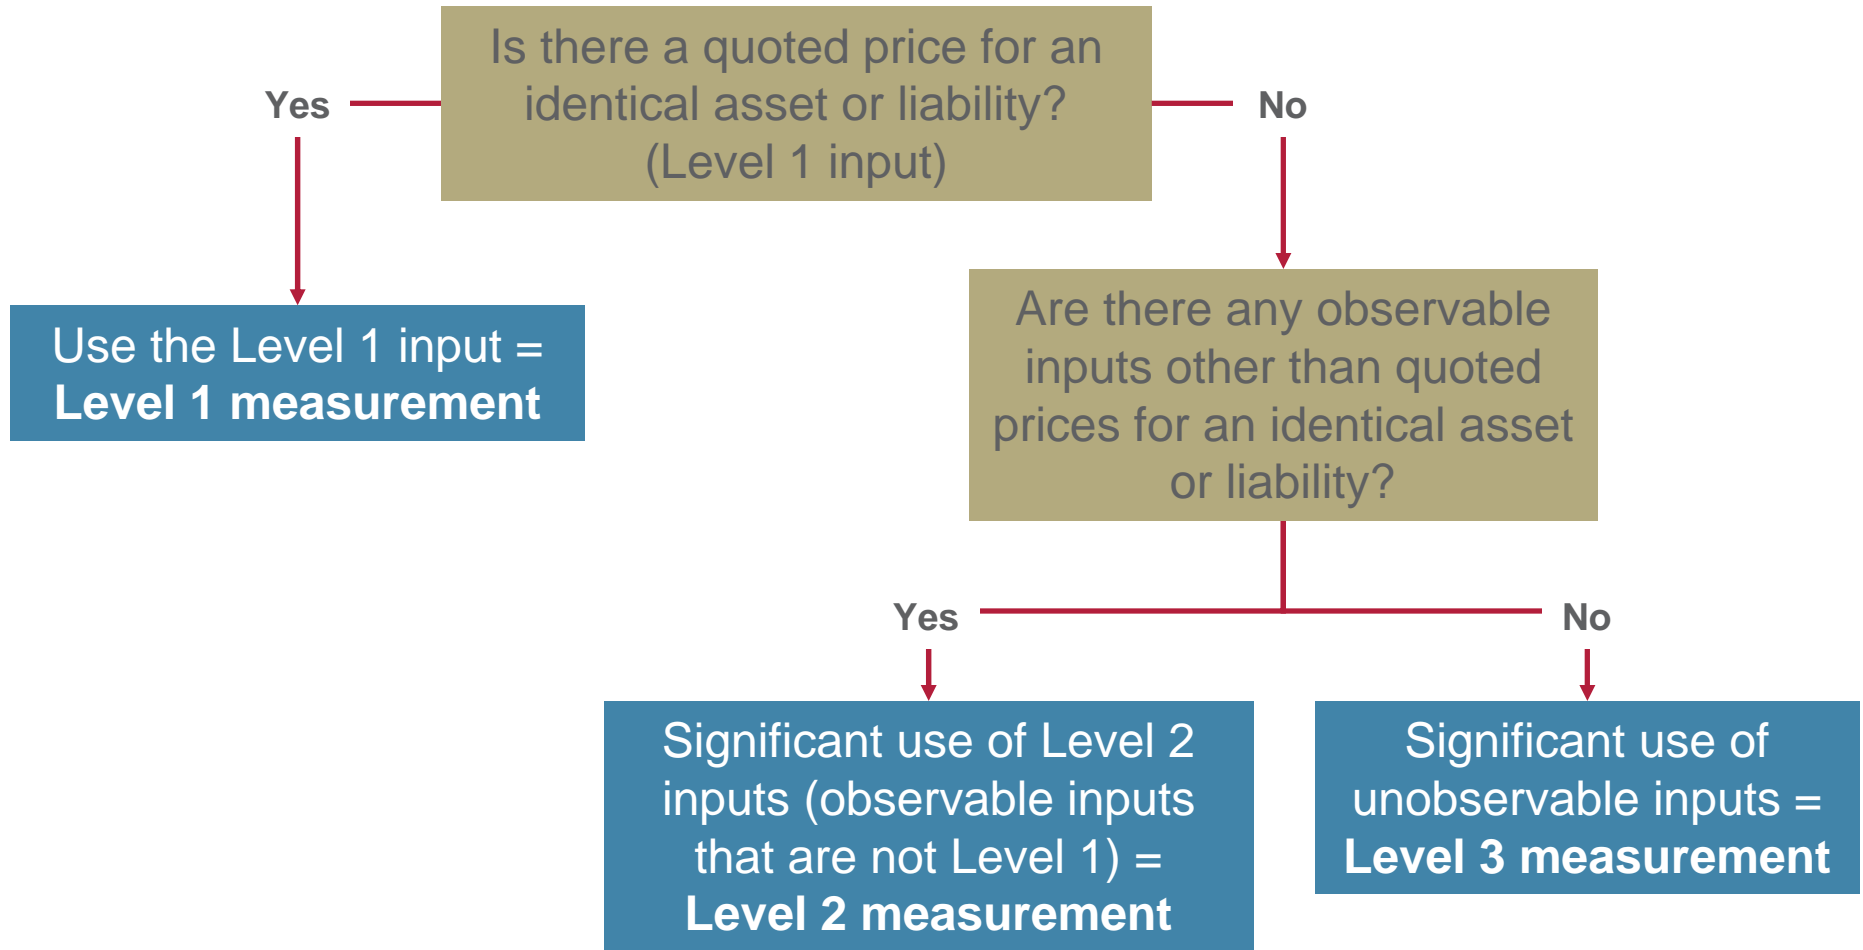 Is there a quoted price for an
identical asset or liability?
(Level 1 input)
Yes
No
Use the Level 1 input =
Level 1 measurement
Are there any observable
inputs other than quoted
prices for an identical asset
or liability?
Yes
No
Significant use of Level 2
inputs (observable inputs
that are not Level 1) =
Level 2 measurement
Significant use of
unobservable inputs =
Level 3 measurement